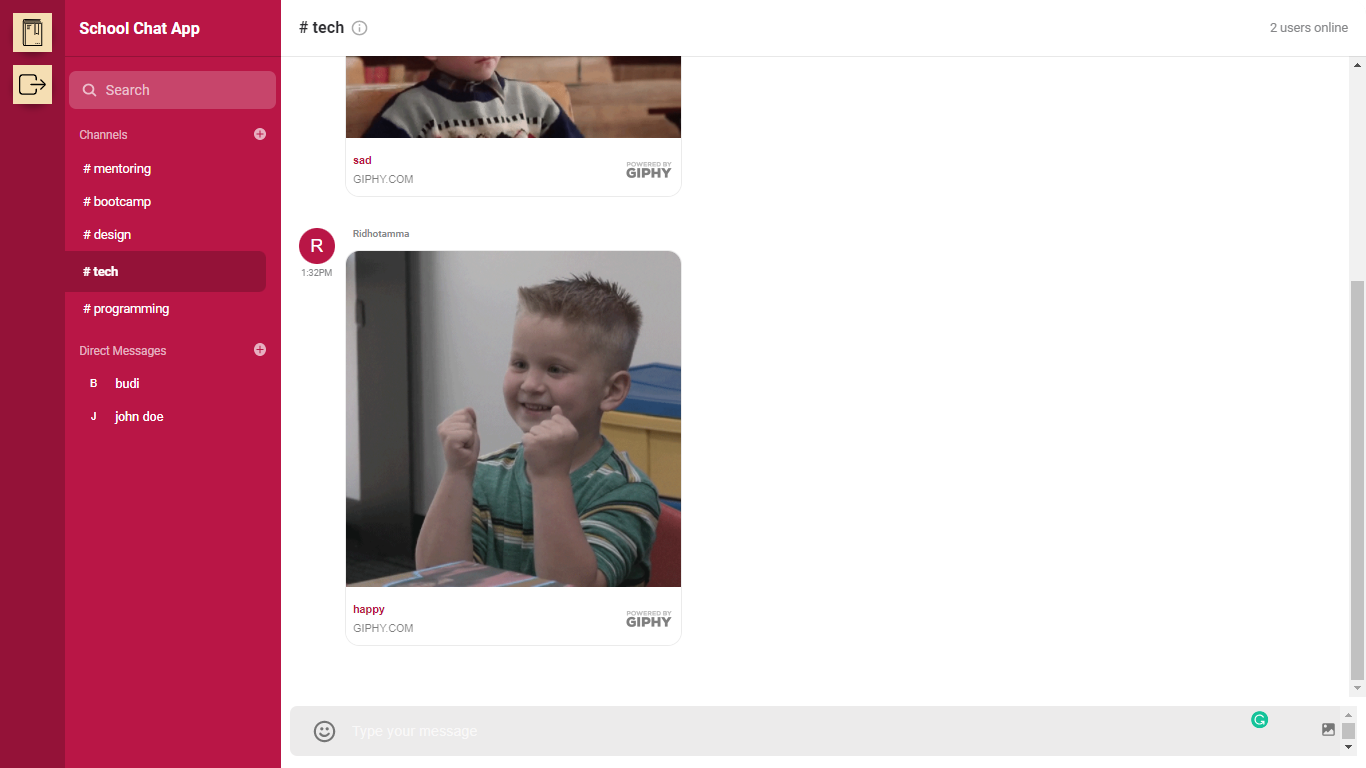 School Chat App
# tech
2 users online
Search
Channels
# mentoring
# bootcamp
# design
# tech
# programming
Direct Messages
B budi
J john doe
sad
GIPHY.COM
POWERED BY
GIPHY
R
Ridhotamma
1:32PM
happy
GIPHY.COM
POWERED BY
GIPHY
Type your message